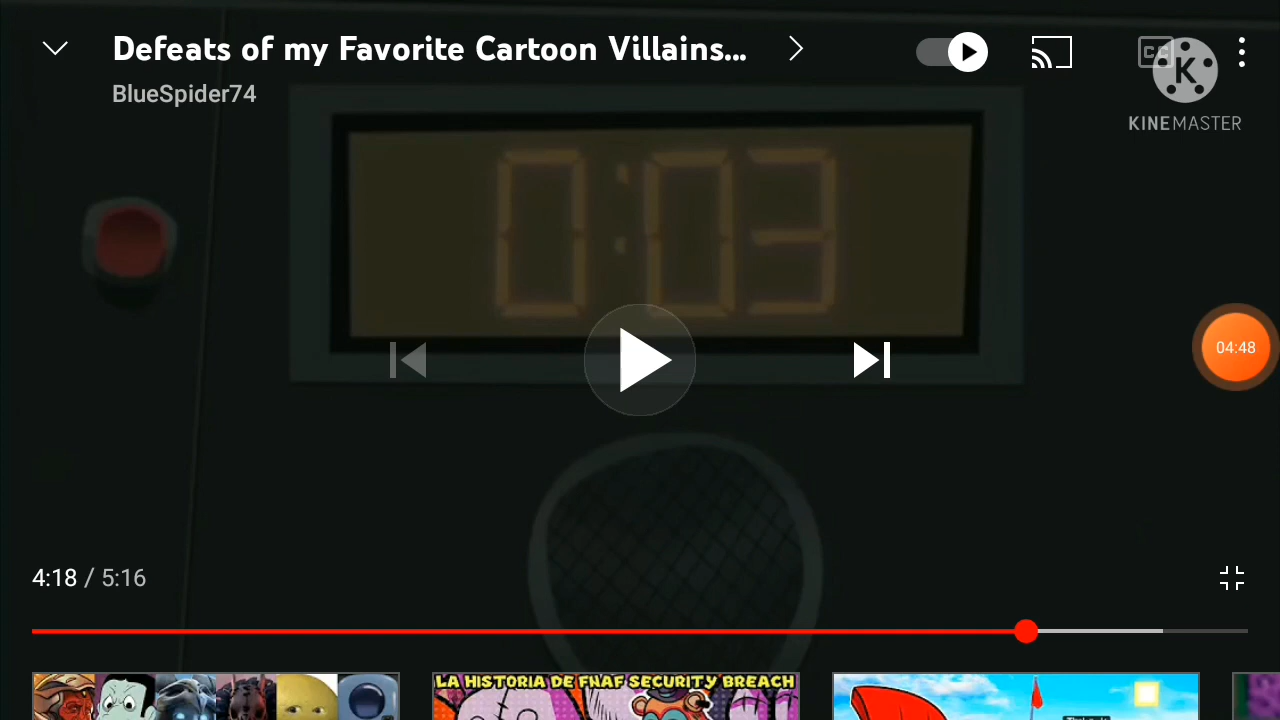 Defeats of my Favorite Cartoon Villains...
BlueSpider74
CC
K
KINEMASTER
0:03
04:48
4:18 / 5:16
LA HISTORIA DE FNAF SECURITY BREACH